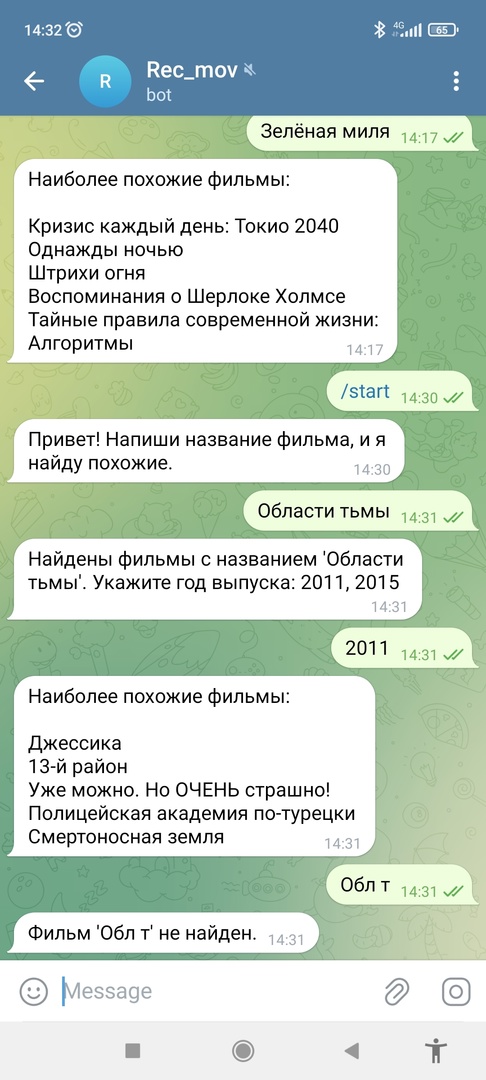 14:32
4G
65
R
Rec_mov
bot
Зелёная миля 14:17
Наиболее похожие фильмы:
Кризис каждый день: Токио 2040
Однажды ночью
Штрихи огня
Воспоминания о Шерлоке Холмсе
Тайные правила современной жизни:
Алгоритмы 14:17
/start 14:30
Привет! Напиши название фильма, и я
найду похожие. 14:30
Области тьмы 14:31
Найдены фильмы с названием 'Области
тьмы'. Укажите год выпуска: 2011, 2015
14:31
2011 14:31
Наиболее похожие фильмы:
Джессика
13-й район
Уже можно. Но ОЧЕНЬ страшно!
Полицейская академия по-турецки
Смертоносная земля 14:31
Обл т 14:31
Фильм 'Обл т' не найден. 14:31
Message